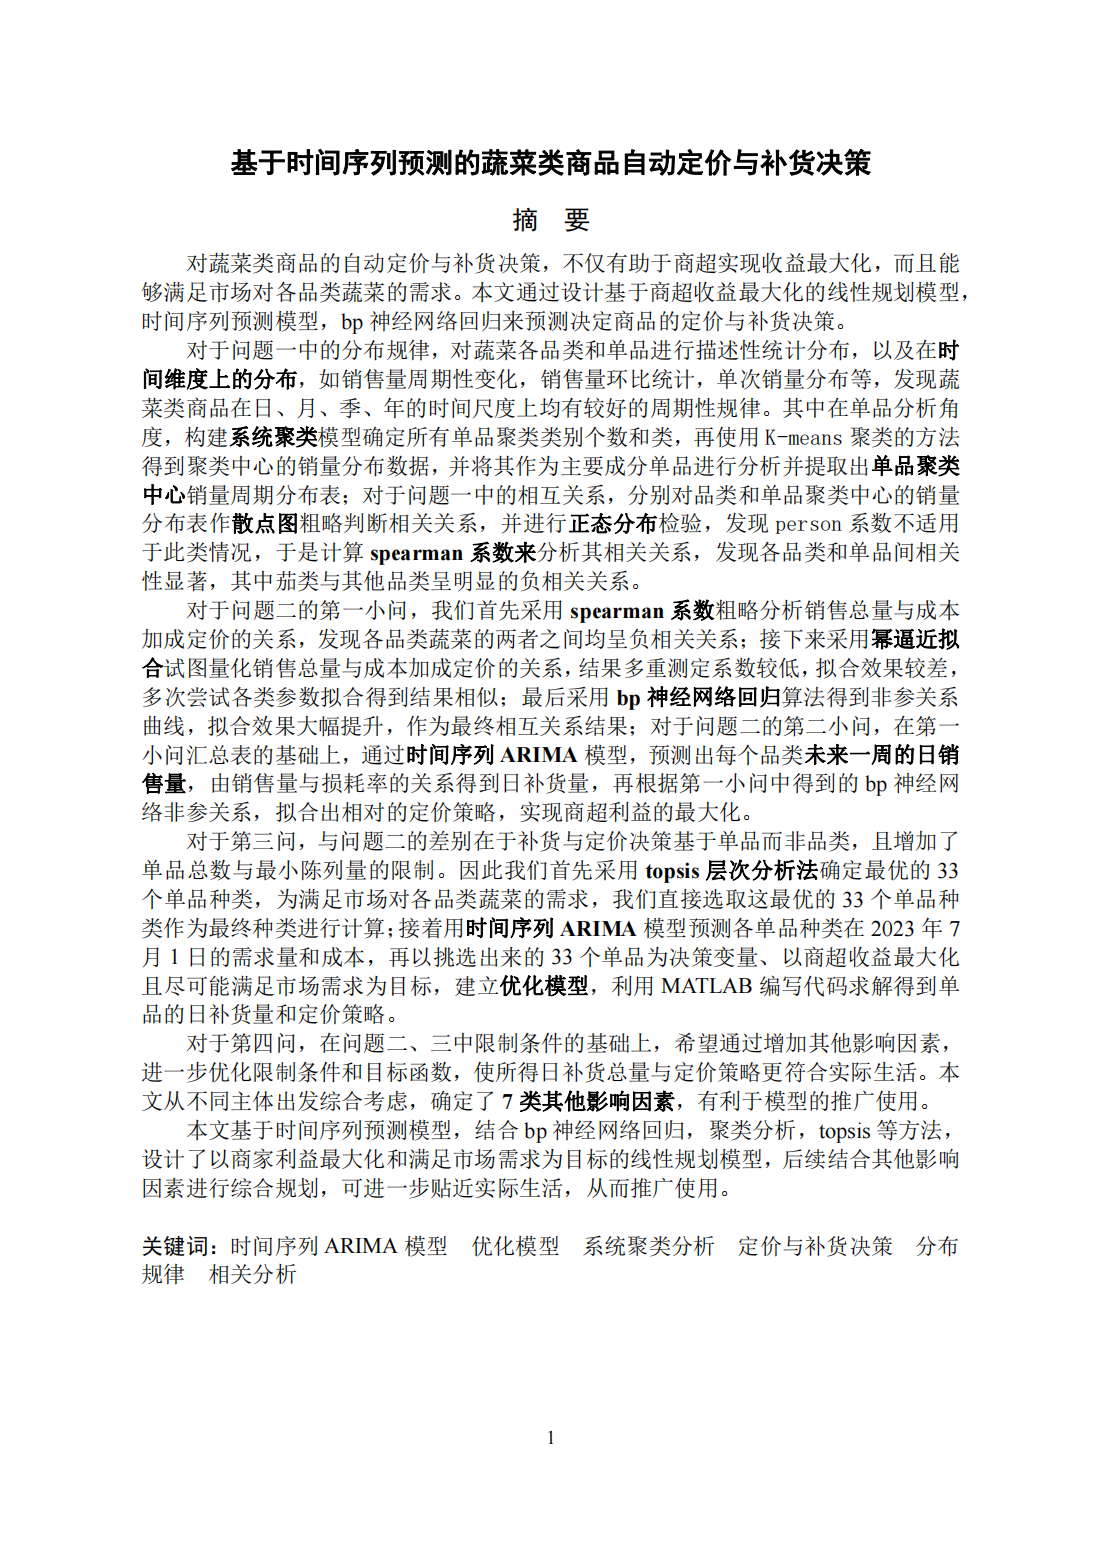 基于时间序列预测的蔬菜类商品自动定价与补货决策
摘 要
对蔬菜类商品的自动定价与补货决策，不仅有助于商超实现收益最大化，而且能
够满足市场对各品类蔬菜的需求。本文通过设计基于商超收益最大化的线性规划模型，
时间序列预测模型，bp 神经网络回归来预测决定商品的定价与补货决策。
对于问题一中的分布规律，对蔬菜各品类和单品进行描述性统计分布，以及在时
间维度上的分布，如销售量周期性变化，销售量环比统计，单次销量分布等，发现蔬
菜类商品在日、月、季、年的时间尺度上均有较好的周期性规律。其中在单品分析角
度，构建系统聚类模型确定所有单品聚类类别个数和类，再使用 K-means 聚类的方法
得到聚类中心的销量分布数据，并将其作为主要成分单品进行分析并提取出单品聚类
中心销量周期分布表；对于问题一中的相互关系，分别对品类和单品聚类中心的销量
分布表作散点图粗略判断相关关系，并进行正态分布检验，发现 person 系数不适用
于此类情况，于是计算 spearman 系数来分析其相关关系，发现各品类和单品间相关
性显著，其中茄类与其他品类呈明显的负相关关系。
对于问题二的第一小问，我们首先采用 spearman 系数粗略分析销售总量与成本
加成定价的关系，发现各品类蔬菜的两者之间均呈负相关关系；接下来采用幂逼近拟
合试图量化销售总量与成本加成定价的关系，结果多重测定系数较低，拟合效果较差，
多次尝试各类参数拟合得到结果相似；最后采用 bp 神经网络回归算法得到非参关系
曲线，拟合效果大幅提升，作为最终相互关系结果；对于问题二的第二小问，在第一
小问汇总表的基础上，通过时间序列 ARIMA 模型，预测出每个品类未来一周的日销
售量，由销售量与损耗率的关系得到日补货量，再根据第一小问中得到的 bp 神经网
络非参关系，拟合出相对的定价策略，实现商超利益的最大化。
对于第三问，与问题二的差别在于补货与定价决策基于单品而非品类，且增加了
单品总数与最小陈列量的限制。因此我们首先采用 topsis 层次分析法确定最优的 33
个单品种类，为满足市场对各品类蔬菜的需求，我们直接选取这最优的 33 个单品种
类作为最终种类进行计算；接着用时间序列 ARIMA 模型预测各单品种类在 2023 年 7
月 1 日的需求量和成本，再以挑选出来的 33 个单品为决策变量、以商超收益最大化
且尽可能满足市场需求为目标，建立优化模型，利用 MATLAB 编写代码求解得到单
品的日补货量和定价策略。
对于第四问，在问题二、三中限制条件的基础上，希望通过增加其他影响因素，
进一步优化限制条件和目标函数，使所得日补货总量与定价策略更符合实际生活。本
文从不同主体出发综合考虑，确定了 7 类其他影响因素，有利于模型的推广使用。
本文基于时间序列预测模型，结合 bp 神经网络回归，聚类分析，topsis 等方法，
设计了以商家利益最大化和满足市场需求为目标的线性规划模型，后续结合其他影响
因素进行综合规划，可进一步贴近实际生活，从而推广使用。
关键词：时间序列 ARIMA 模型 优化模型 系统聚类分析 定价与补货决策 分布
规律 相关分析
1